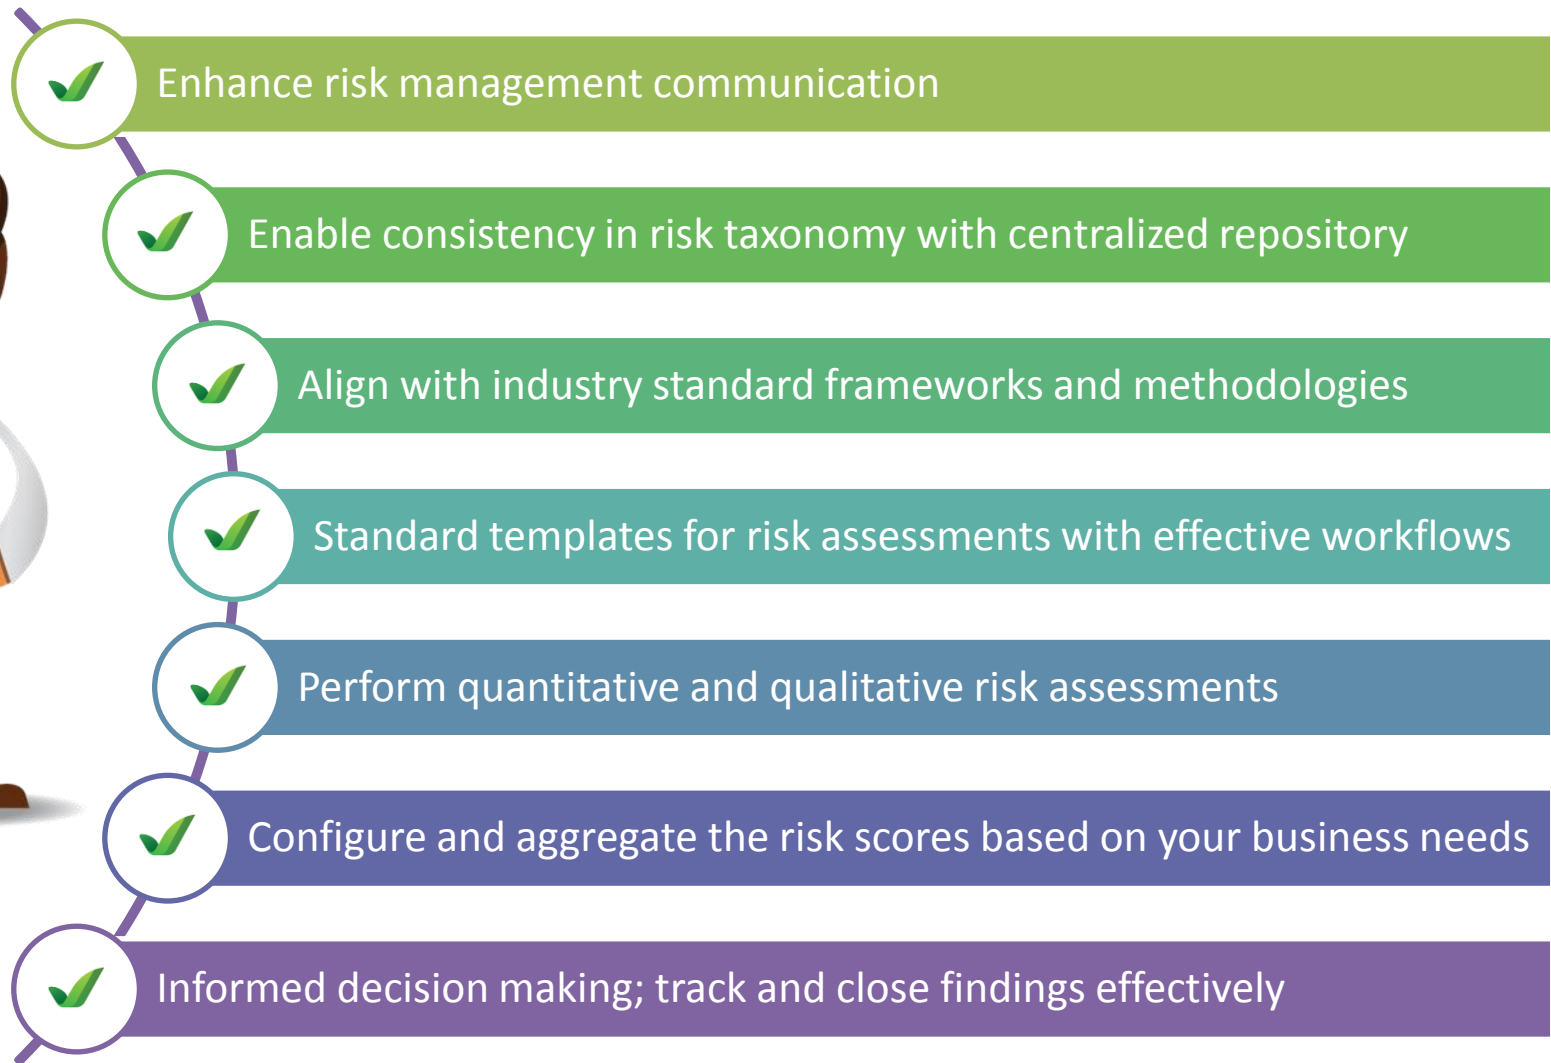 Enhance risk management communication
Enable consistency in risk taxonomy with centralized repository
Align with industry standard frameworks and methodologies
Standard templates for risk assessments with effective workflows
Perform quantitative and qualitative risk assessments
Configure and aggregate the risk scores based on your business needs
Informed decision making; track and close findings effectively